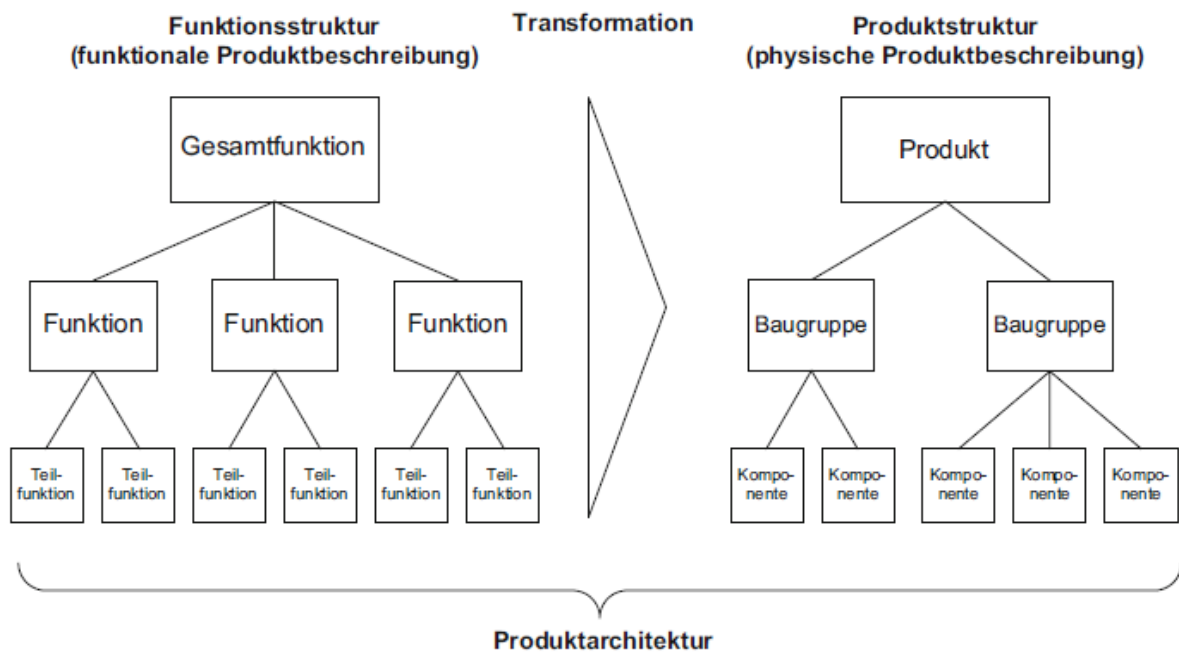 Funktionsstruktur
(funktionale Produktbeschreibung)
Transformation
Produktstruktur
(physische Produktbeschreibung)
Gesamtfunktion
Produkt
Funktion
Funktion
Funktion
Baugruppe
Baugruppe
Teil-
funktion
Teil-
funktion
Teil-
funktion
Teil-
funktion
Teil-
funktion
Teil-
funktion
Kompo-
nente
Kompo-
nente
Kompo-
nente
Kompo-
nente
Kompo-
nente
Produktarchitektur